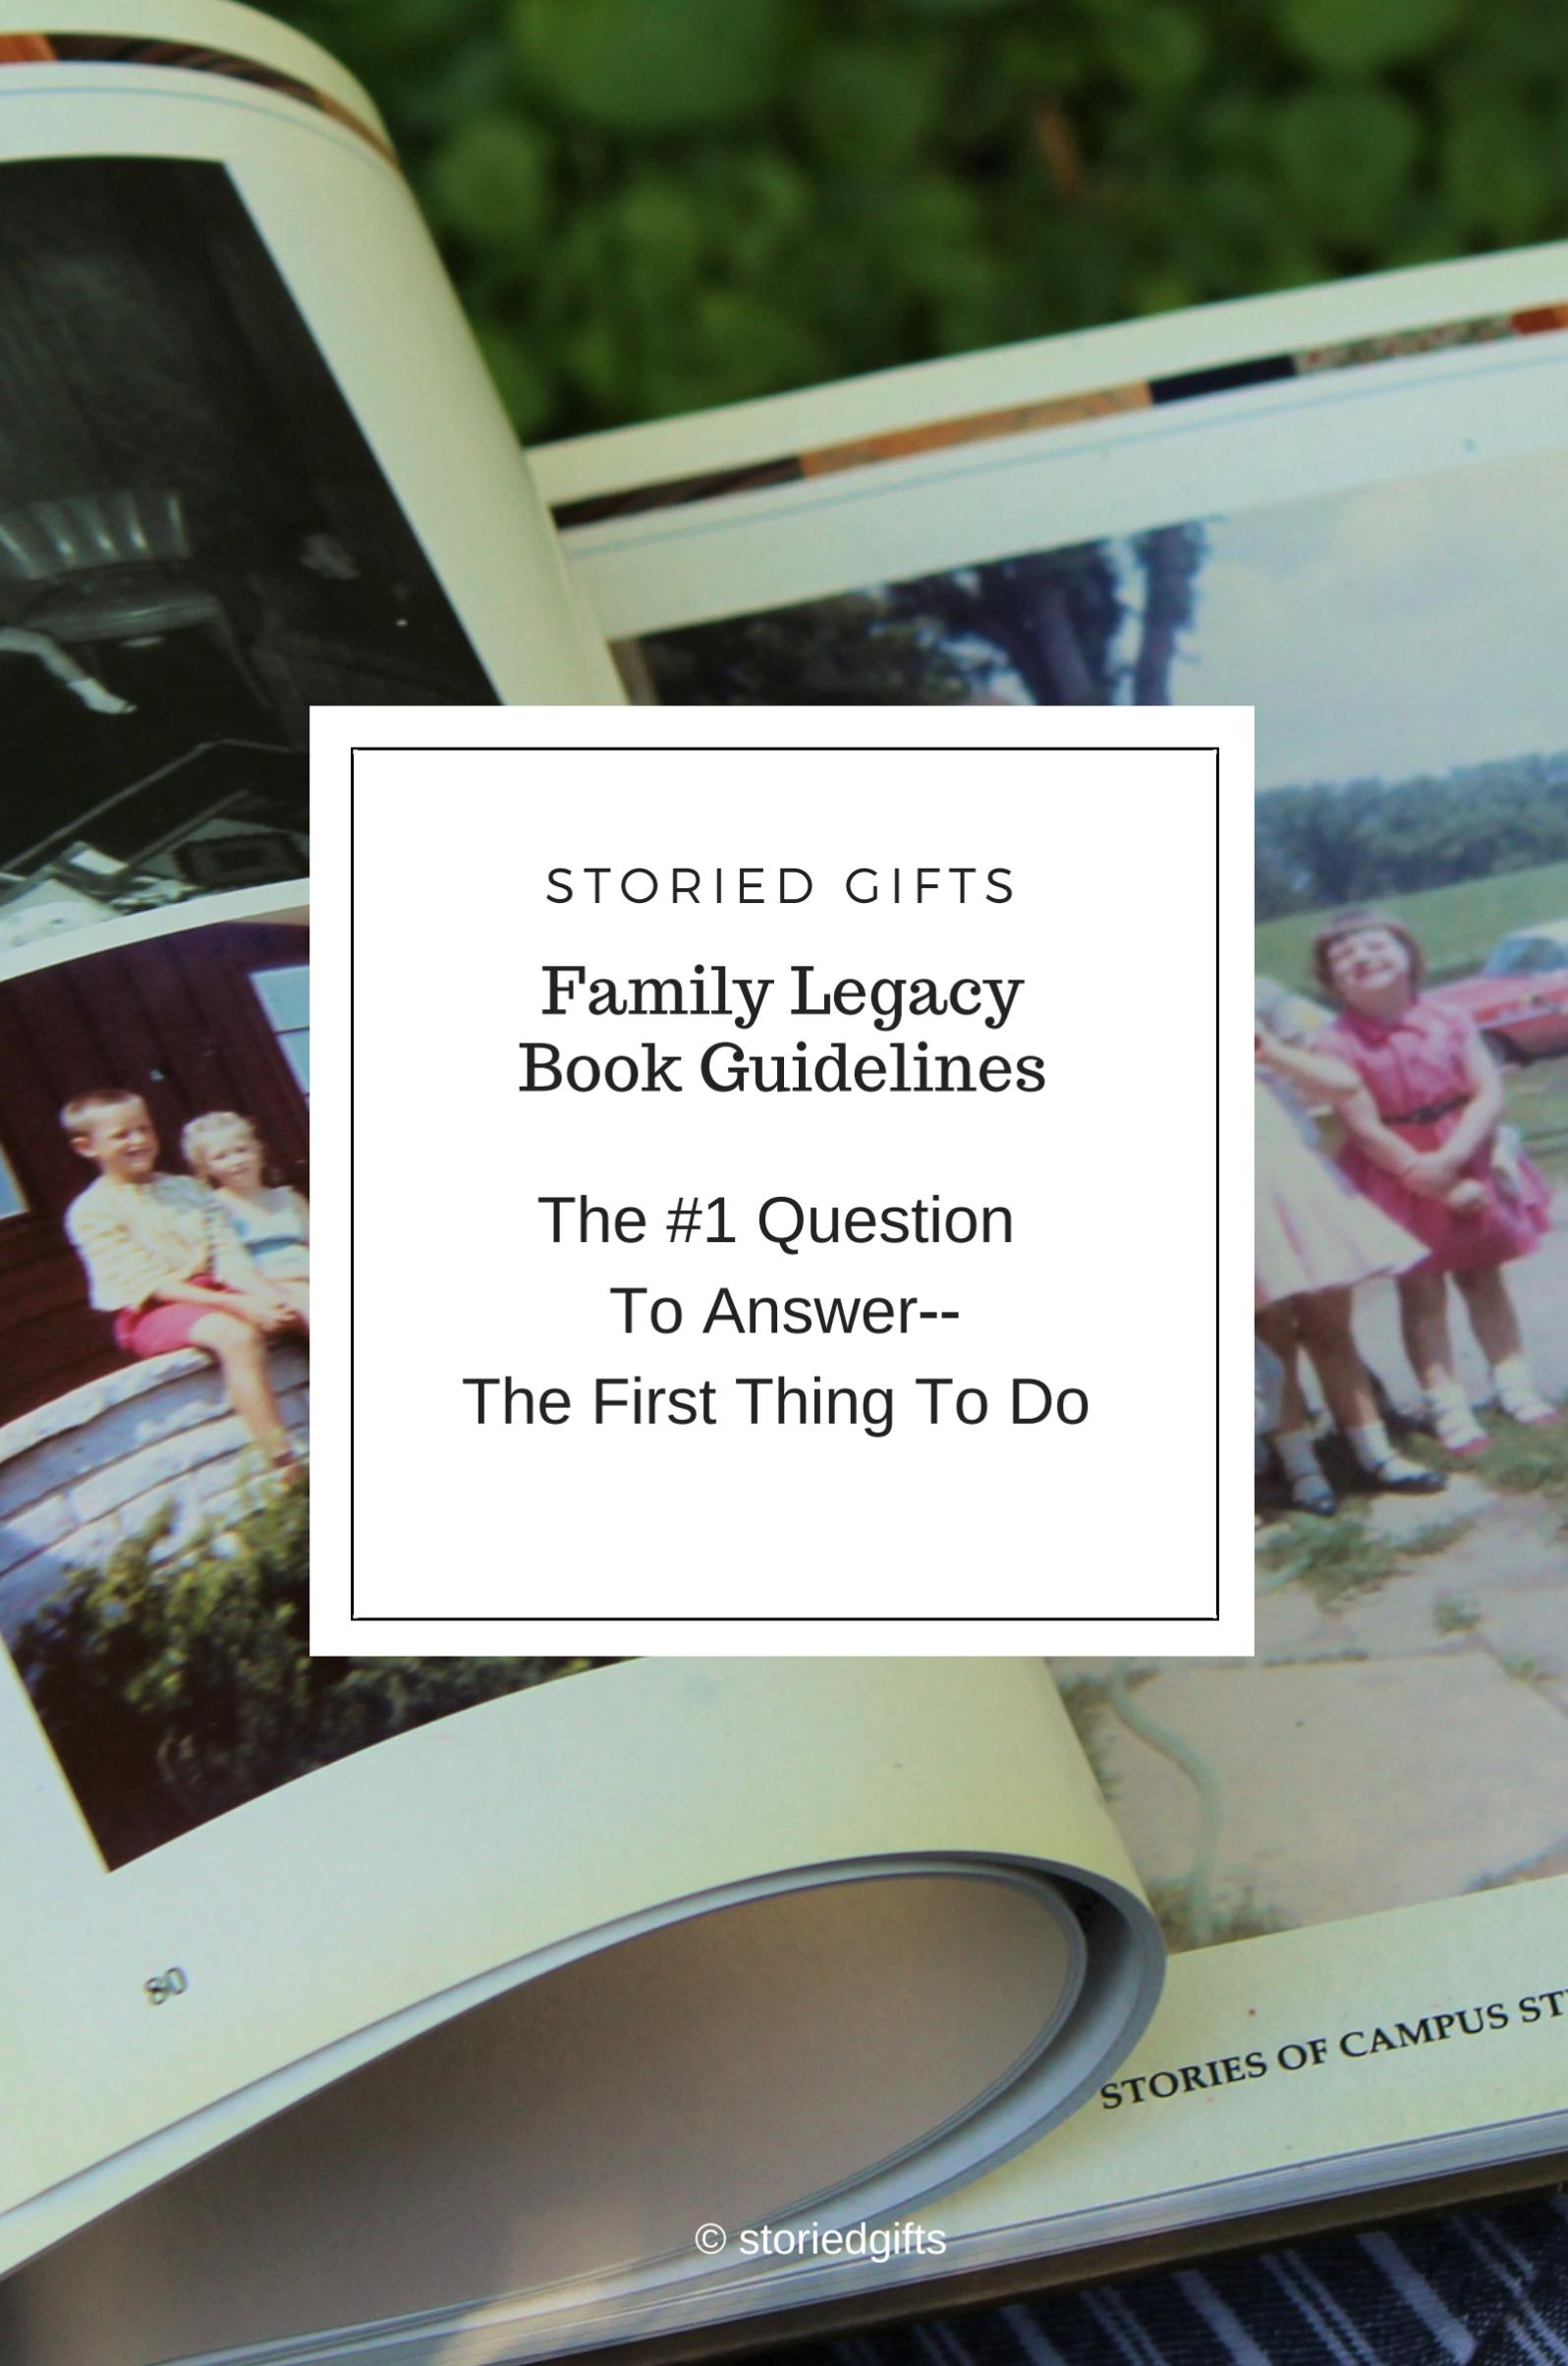 STORIED GIFTS
Family Legacy
Book Guidelines
The #1 Question
To Answer--
The First Thing To Do
80
STORIES OF CAMPUS
© storiedgifts